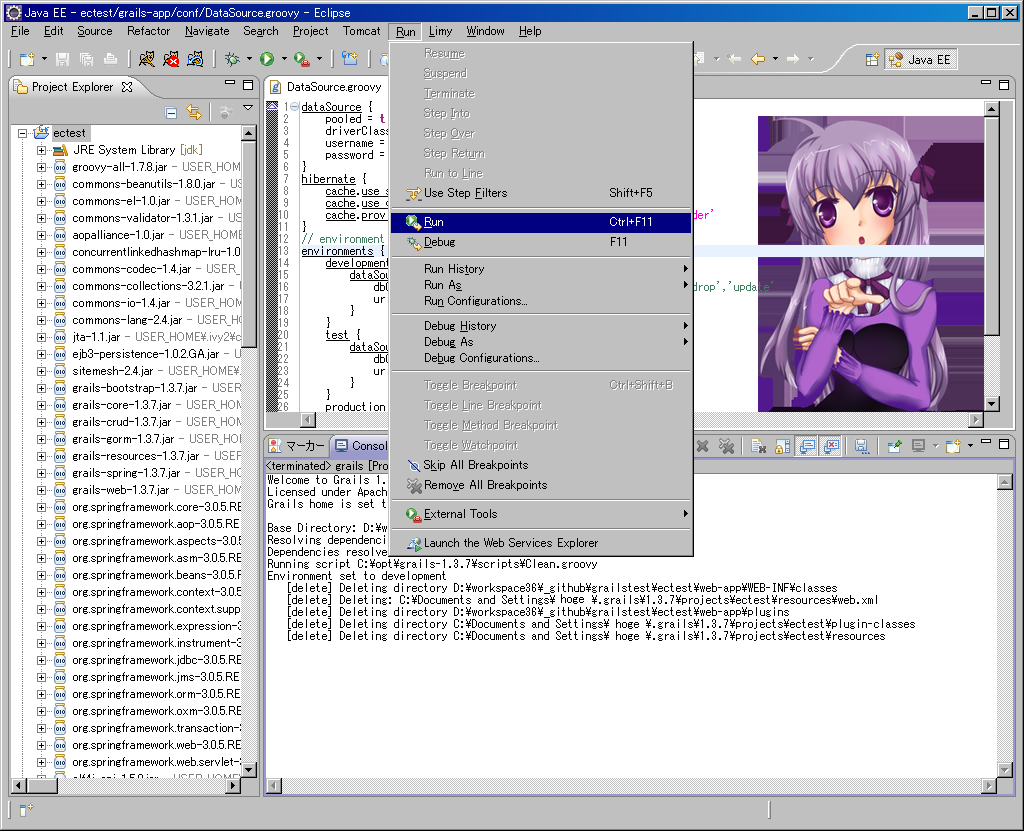 Java EE - ectest/grails-app/conf/DataSource.groovy - Eclipse
File Edit Source Refactor Navigate Search Project Tomcat Run Limy Window Help
Java EE
Project Explorer
ectest
JRE System Library [jdk]
groovy-all-1.7.8.jar - USER_HOM
commons-beanutils-1.8.0.jar - US
commons-el-1.0.jar - USER_HOME
commons-validator-1.3.1.jar - US
aopalliance-1.0.jar - USER_HOME
concurrentlinkedhashmap-lru-1.0
commons-codec-1.4.jar - USER_
commons-collections-3.2.1.jar - U
commons-io-1.4.jar - USER_HOM
commons-lang-2.4.jar - USER_HO
jta-1.1.jar - USER_HOME¥.ivy2¥c
ejb3-persistence-1.0.2.GA.jar - U
sitemesh-2.4.jar - USER_HOME¥.
grails-bootstrap-1.3.7.jar - USER_
grails-core-1.3.7.jar - USER_HOM
grails-crud-1.3.7.jar - USER_HOM
grails-gorm-1.3.7.jar - USER_HOM
grails-resources-1.3.7.jar - USER_
grails-spring-1.3.7.jar - USER_HO
grails-web-1.3.7.jar - USER_HOM
org.springframework.core-3.0.5.RE
org.springframework.aop-3.0.5.RE
org.springframework.aspects-3.0.5
org.springframework.asm-3.0.5.RE
org.springframework.beans-3.0.5.
org.springframework.context-3.0.5
org.springframework.context.supp
org.springframework.expression-3
org.springframework.instrument-3
org.springframework.jdbc-3.0.5.RE
org.springframework.jms-3.0.5.RE
org.springframework.orm-3.0.5.RE
org.springframework.oxm-3.0.5.RE
org.springframework.transaction-
org.springframework.web-3.0.5.RE
org.springframework.web.servlet-
DataSource.groovy
1 dataSource {
2 pooled = t
3 driverClass
4 username =
5 password =
6 }
7 hibernate {
8 cache.use_s
9 cache.use_
10 cache.prov der'
11 }
12 // environment
13 environments {
14 development
15 dataSou
16 dbC drop','update'
17 ur
18 }
19 }
20 test {
21 dataSou
22 dbC
23 ur
24 }
25 }
26 production
Resume
Suspend
Terminate
Step Into
Step Over
Step Return
Run to Line
Use Step Filters Shift+F5
Run Ctrl+F11
Debug F11
Run History
Run As
Run Configurations...
Debug History
Debug As
Debug Configurations...
Toggle Breakpoint Ctrl+Shift+B
Toggle Line Breakpoint
Toggle Method Breakpoint
Toggle Watchpoint
Skip All Breakpoints
Remove All Breakpoints
External Tools
Launch the Web Services Explorer
マーカー Consol
<terminated> grails [Pro
Welcome to Grails 1.
Licensed under Apach
Grails home is set t
Base Directory: D:¥w
Resolving dependenci
Dependencies resolve
Running script C:¥opt¥grails-1.3.7¥scripts¥Clean.groovy
Environment set to development
[delete] Deleting directory D:¥workspace36¥_github¥grailstest¥ectest¥web-app¥WEB-INF¥classes
[delete] Deleting: C:¥Documents and Settings¥ hoge ¥.grails¥1.3.7¥projects¥ectest¥resources¥web.xml
[delete] Deleting directory D:¥workspace36¥_github¥grailstest¥ectest¥web-app¥plugins
[delete] Deleting directory C:¥Documents and Settings¥ hoge ¥.grails¥1.3.7¥projects¥ectest¥plugin-classes
[delete] Deleting directory C:¥Documents and Settings¥ hoge ¥.grails¥1.3.7¥projects¥ectest¥resources